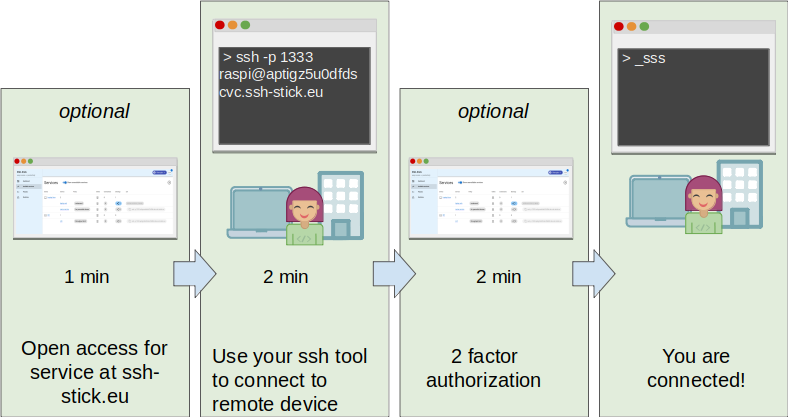 optional
1 min
Open access for
service at ssh-
stick.eu
> ssh -p 1333
raspi@aptigz5u0dfds
cvc.ssh-stick.eu
</>
2 min
Use your ssh tool
to connect to
remote device
optional
Services
2 min
2 factor
authorization
> _sss
</>
You are
connected!